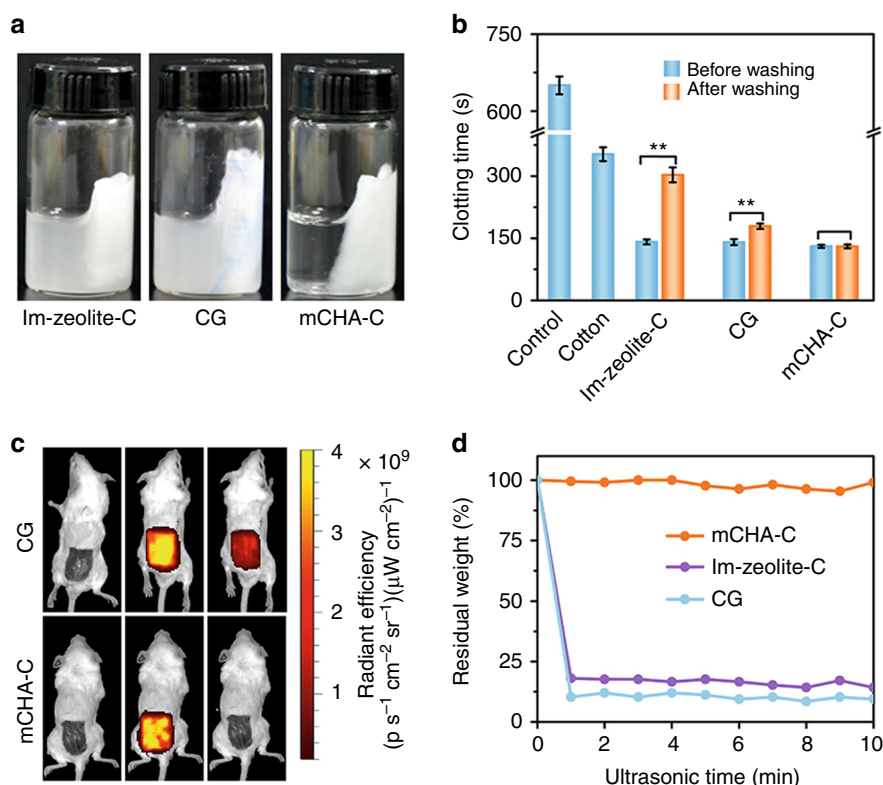 a
Im-zeolite-C
CG
mCHA-C
b
750
600
300
150
0
Clotting time (s)
Before washing
After washing
**
**
Control
Cotton
Im-zeolite-C
CG
mCHA-C
c
CG
mCHA-C
4
3
2
1
× 10⁹
Radiant efficiency
(p s⁻¹ cm⁻² sr⁻¹)(μW cm⁻²)⁻¹
d
100
75
50
25
0
Residual weight (%)
mCHA-C
Im-zeolite-C
CG
0 2 4 6 8 10
Ultrasonic time (min)